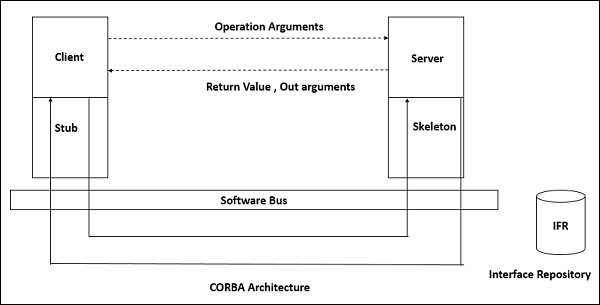 Operation Arguments
Client
Server
Return Value , Out arguments
Stub
Skeleton
Software Bus
IFR
Interface Repository
CORBA Architecture